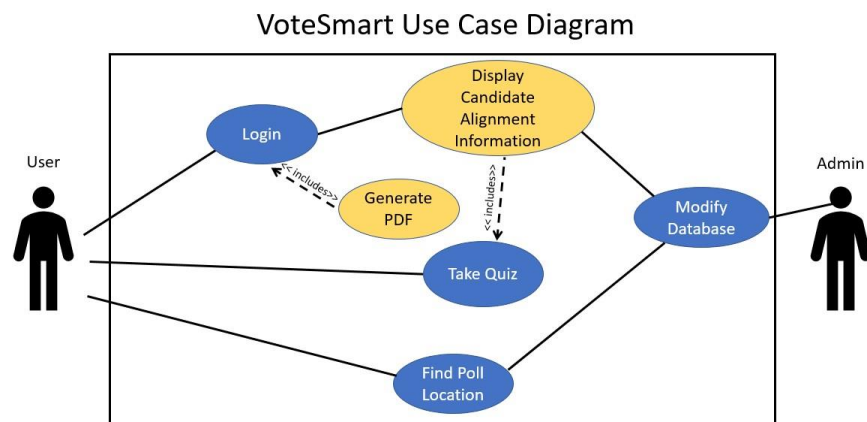 VoteSmart Use Case Diagram
Display
Candidate
Alignment
Information
Login
User
Admin
<< includes>>
<< includes>>
Generate
PDF
Modify
Database
Take Quiz
Find Poll
Location